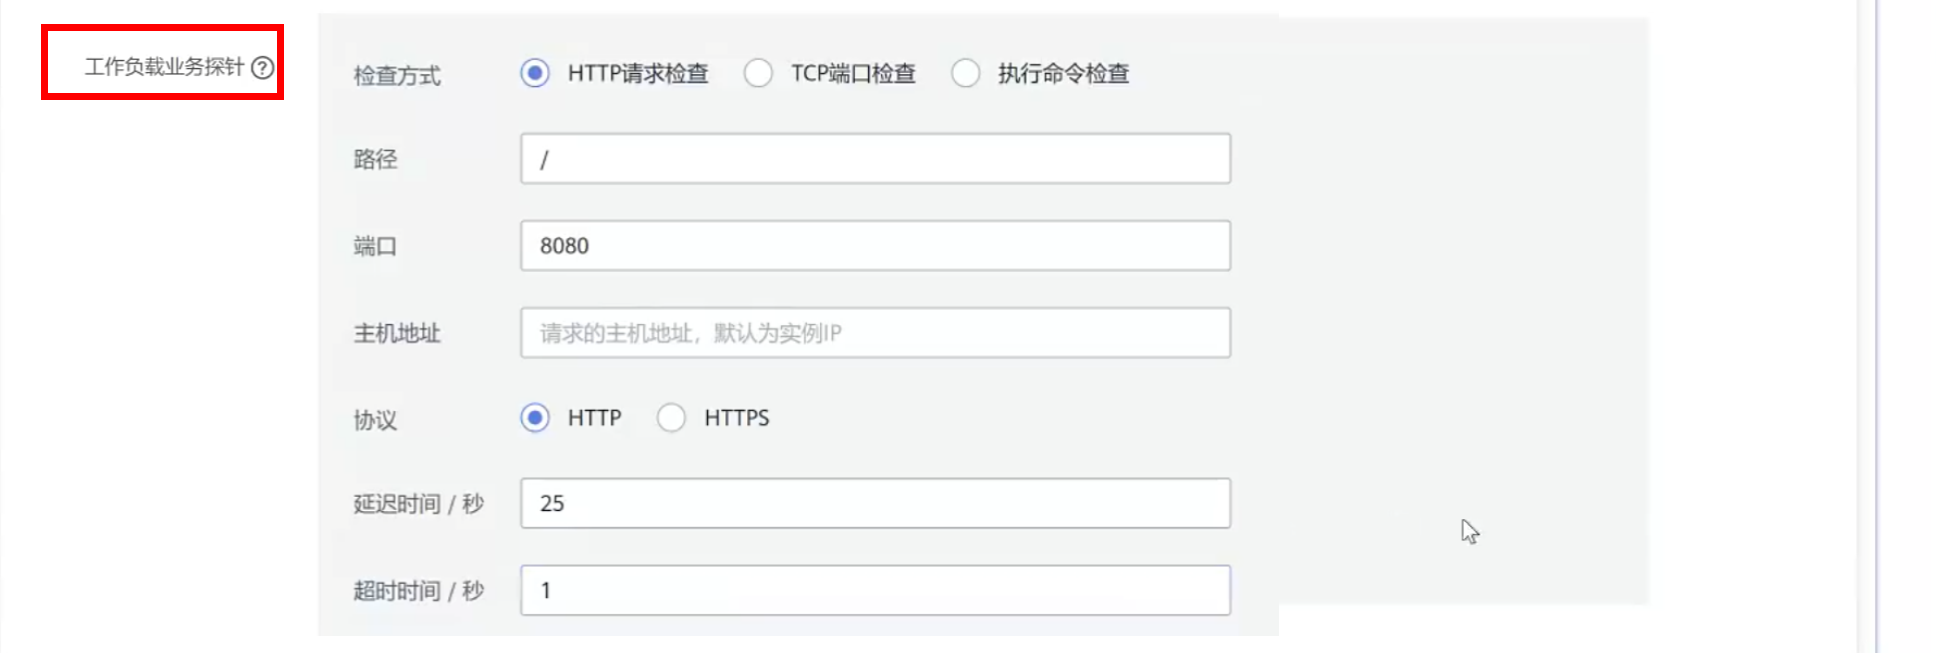 工作负载业务探针 ?
检查方式 HTTP请求检查 TCP端口检查 执行命令检查
路径 /
端口 8080
主机地址 请求的主机地址，默认为实例IP
协议 HTTP HTTPS
延迟时间 / 秒 25
超时时间 / 秒 1